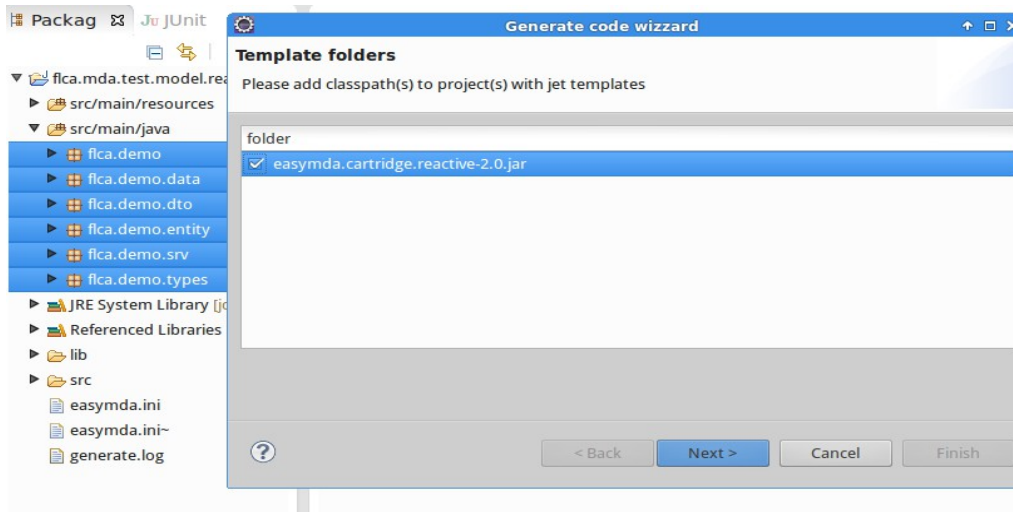 Packag JUnit
flca.mda.test.model.rea
src/main/resources
src/main/java
flca.demo
flca.demo.data
flca.demo.dto
flca.demo.entity
flca.demo.srv
flca.demo.types
JRE System Library [jo
Referenced Libraries
lib
src
easymda.ini
easymda.ini~
generate.log
Generate code wizzard
Template folders
Please add classpath(s) to project(s) with jet templates
folder
easymda.cartridge.reactive-2.0.jar
< Back Next > Cancel Finish